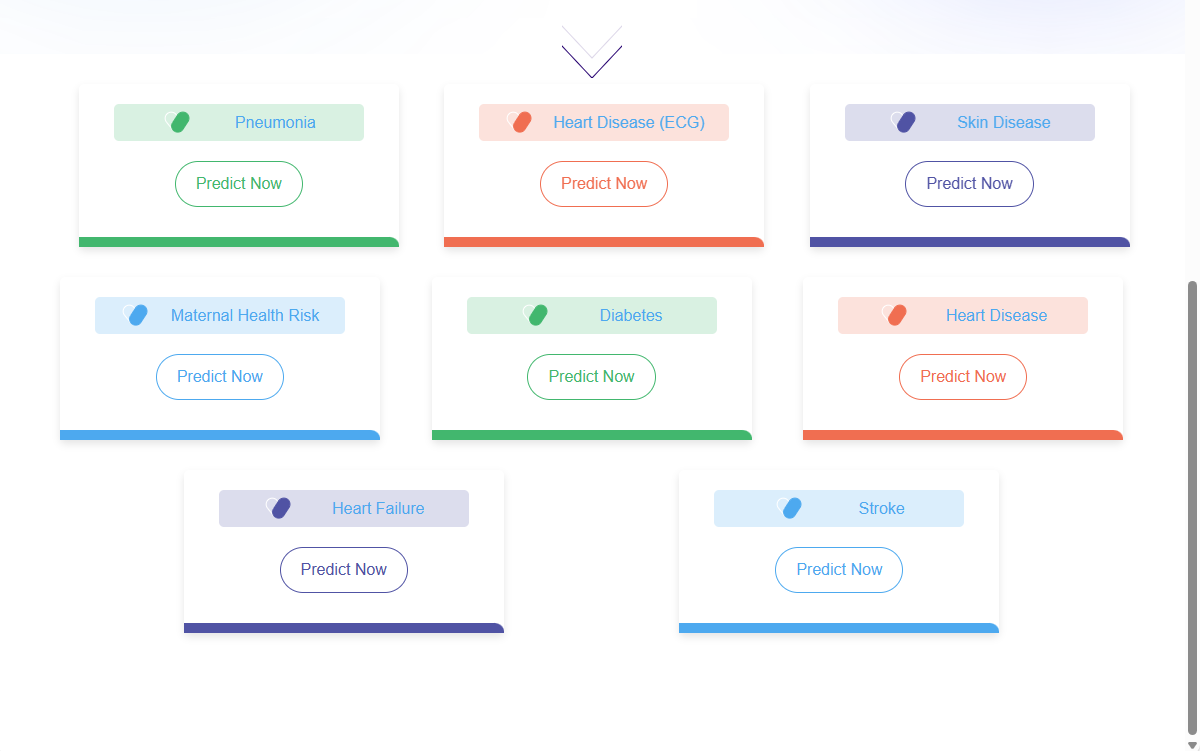 Pneumonia
Heart Disease (ECG)
Skin Disease
Predict Now
Predict Now
Predict Now
Maternal Health Risk
Diabetes
Heart Disease
Predict Now
Predict Now
Predict Now
Heart Failure
Stroke
Predict Now
Predict Now